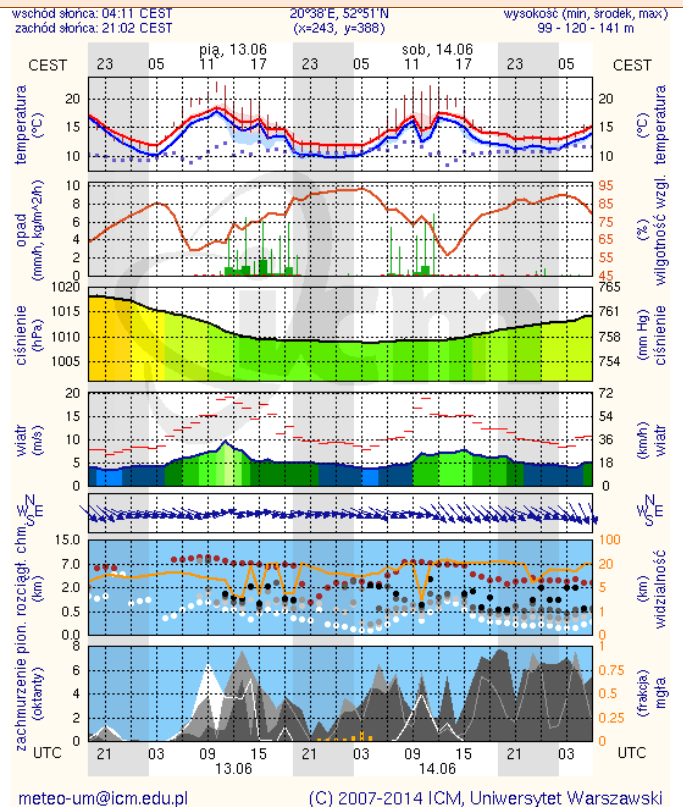 wschód słońca: 04:11 CEST 20°38'E, 52°51'N wysokość (min, środek, max)
zachód słońca: 21:02 CEST (x=243, y=388) 99 - 120 - 141 m
pią, 13.06 sob, 14.06
CEST 23 05 11 17 23 05 11 17 23 05 CEST
temperatura (°C)
20
15
10
20
15
10
temperatura (°C)
opad (mm/h, kg/m^2/h)
10
8
6
4
2
0
95
85
75
65
55
45
(%) wilgotność wzgl.
ciśnienie (hPa)
1020
1015
1010
1005
765
761
758
754
(mm Hg) ciśnienie
wiatr (m/s)
20
15
10
5
0
72
54
36
18
0
(km/h) wiatr
N
W E
S
N
W E
S
pion. rozciągł. chm. (km)
15.0
7.0
2.0
0.5
0.0
100
20
5
1
0
(km) widzialność
zachmurzenie (oktanty)
8
6
4
2
0
1
0.75
0.5
0.25
0
(frakcja) mgła
UTC 21 03 09 15 21 03 09 15 21 03 UTC
13.06 14.06
icm
meteo-um@icm.edu.pl (C) 2007-2014 ICM, Uniwersytet Warszawski